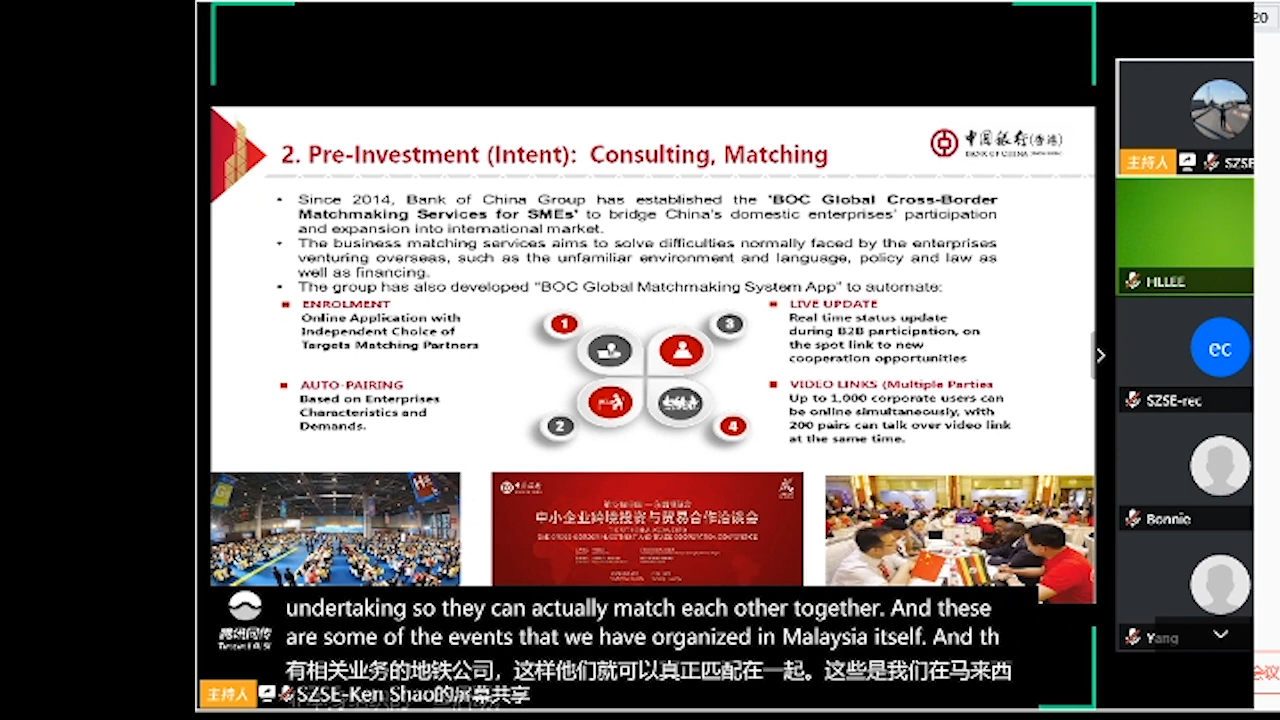 20
2. Pre-Investment (Intent): Consulting, Matching
中国银行(香港)
BANK OF CHINA
• Since 2014, Bank of China Group has established the 'BOC Global Cross-Border
Matchmaking Services for SMEs' to bridge China's domestic enterprises' participation
and expansion into international market.
• The business matching services aims to solve difficulties normally faced by the enterprises
venturing overseas, such as the unfamiliar environment and language, policy and law as
well as financing.
• The group has also developed "BOC Global Matchmaking System App" to automate:
ENROLMENT
Online Application with
Independent Choice of
Targets Matching Partners
AUTO-PAIRING
Based on Enterprises
Characteristics and
Demands.
1
3
2
4
LIVE UPDATE
Real time status update
during B2B participation, on
the spot link to new
cooperation opportunities
VIDEO LINKS (Multiple Parties
Up to 1,000 corporate users can
be online simultaneously, with
200 pairs can talk over video link
at the same time.
中国银行
中小企业跨境投资与贸易合作洽谈会
腾讯同传
undertaking so they can actually match each other together. And these
are some of the events that we have organized in Malaysia itself. And th
有相关业务的地铁公司，这样他们就可以真正匹配在一起。这些是我们在马来西
主持人 SZSE-Ken Shao的屏幕共享
主持人 SZSE
HLLEE
ec
SZSE-rec
Bonnie
Yang
会议